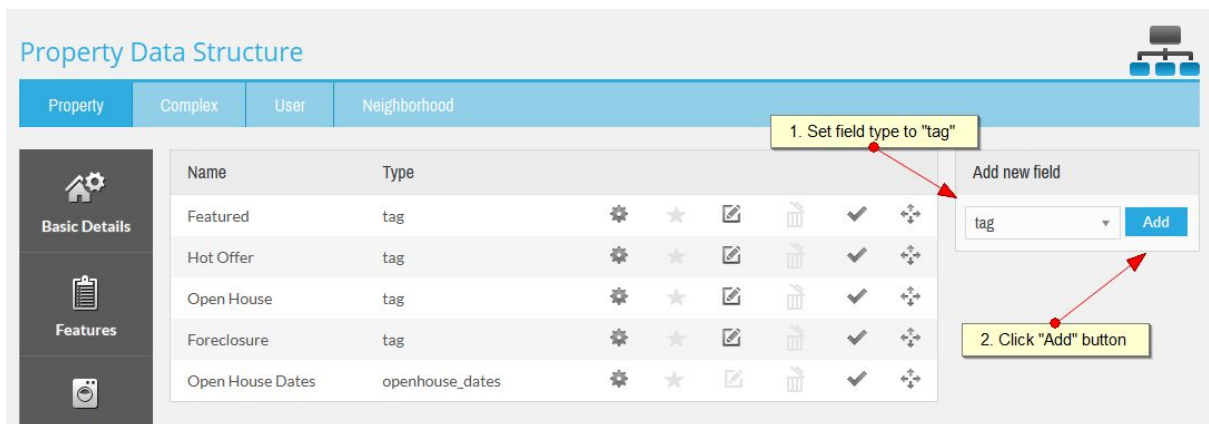 Property Data Structure
Property Complex User Neighborhood
1. Set field type to "tag"
Name Type
Add new field
Basic Details
Featured tag
tag Add
Hot Offer tag
Open House tag
Features
Foreclosure tag
2. Click "Add" button
Open House Dates openhouse_dates